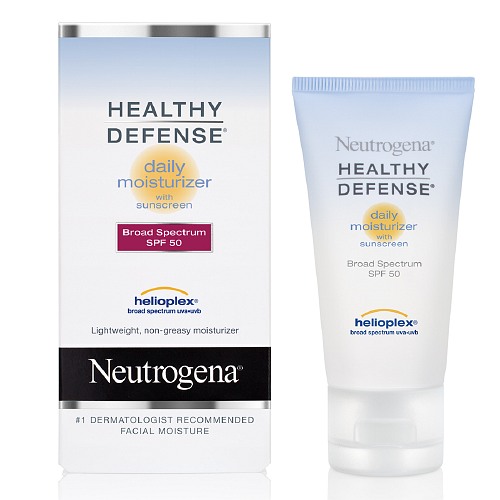 HEALTHY
DEFENSE®
daily
moisturizer
with
sunscreen
Broad Spectrum
SPF 50
helioplex®
broad spectrum uva•uvb
Lightweight, non-greasy moisturizer
Neutrogena®
#1 DERMATOLOGIST RECOMMENDED
FACIAL MOISTURE
Neutrogena®
HEALTHY
DEFENSE®
daily
moisturizer
with
sunscreen
Broad Spectrum
SPF 50
helioplex®
broad spectrum uva•uvb